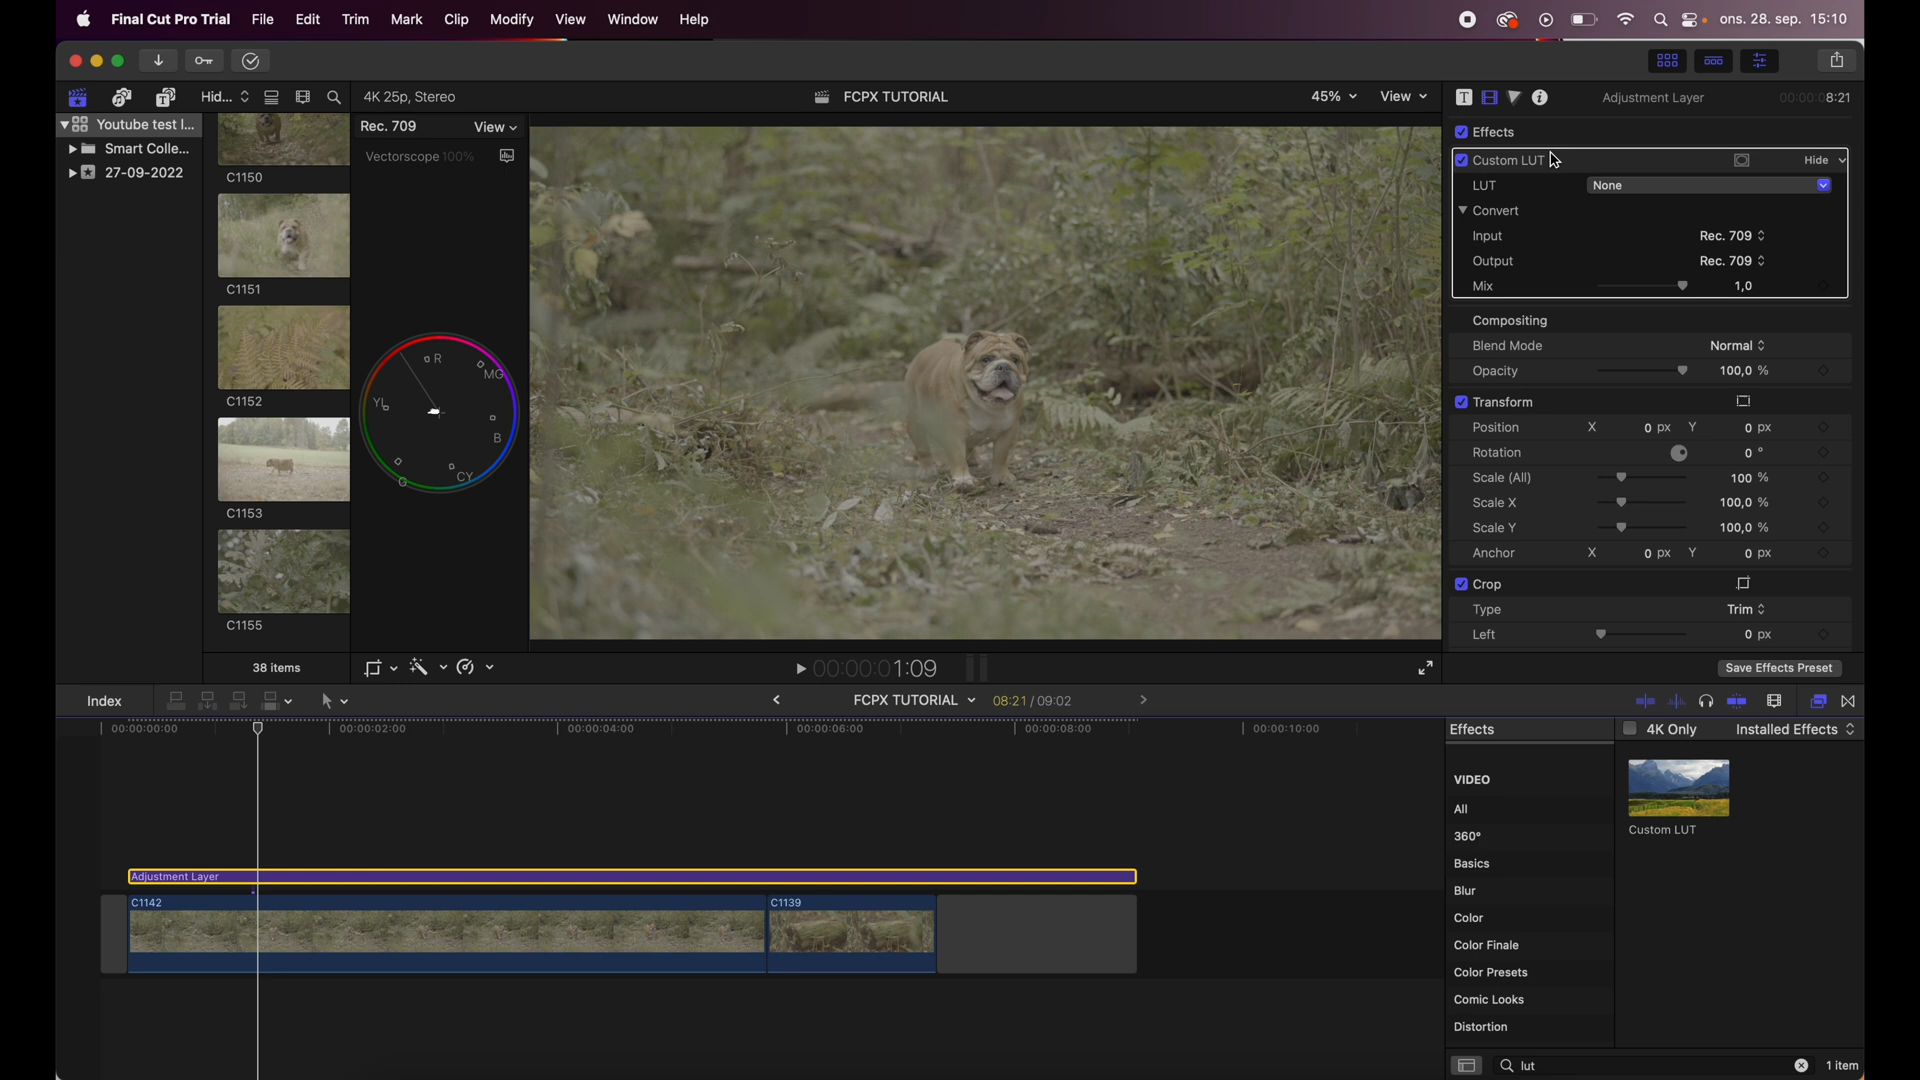 Final Cut Pro Trial File Edit Trim Mark Clip Modify View Window Help ons. 28. sep. 15:10
Hid... 4K 25p, Stereo FCPX TUTORIAL 45% View Adjustment Layer 00:00:08:21
Youtube test l...
Smart Colle...
27-09-2022
C1150
C1151
C1152
C1153
C1155
38 items
Rec. 709 View
Vectorscope 100%
R
MG
YL
B
CY
G
00:00:01:09
Effects
Custom LUT Hide
LUT None
Convert
Input Rec. 709
Output Rec. 709
Mix 1,0
Compositing
Blend Mode Normal
Opacity 100,0 %
Transform
Position X 0 px Y 0 px
Rotation 0 °
Scale (All) 100 %
Scale X 100,0 %
Scale Y 100,0 %
Anchor X 0 px Y 0 px
Crop
Type Trim
Left 0 px
Save Effects Preset
Index FCPX TUTORIAL 08:21 / 09:02
00:00:00:00 00:00:02:00 00:00:04:00 00:00:06:00 00:00:08:00 00:00:10:00
Adjustment Layer
C1142 C1139
Effects 4K Only Installed Effects
VIDEO
All
360°
Basics
Blur
Color
Color Finale
Color Presets
Comic Looks
Distortion
Custom LUT
lut 1 item